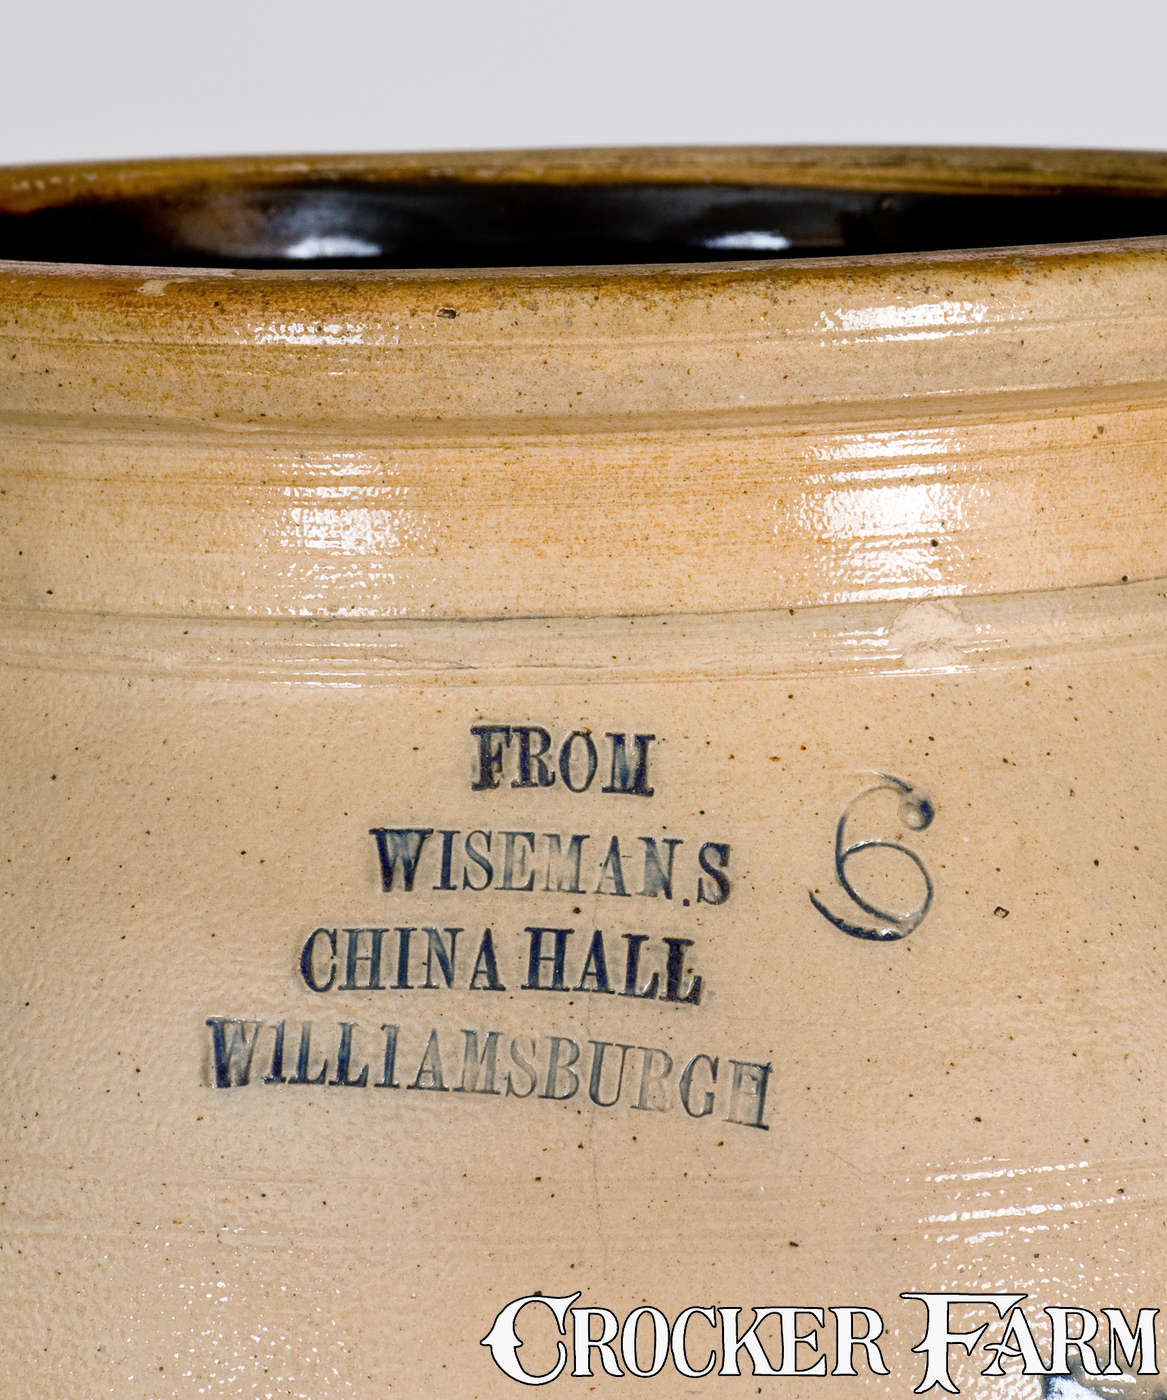 FROM
WISEMAN.S
CHINA HALL
WILLIAMSBURGH
6
CROCKER FARM